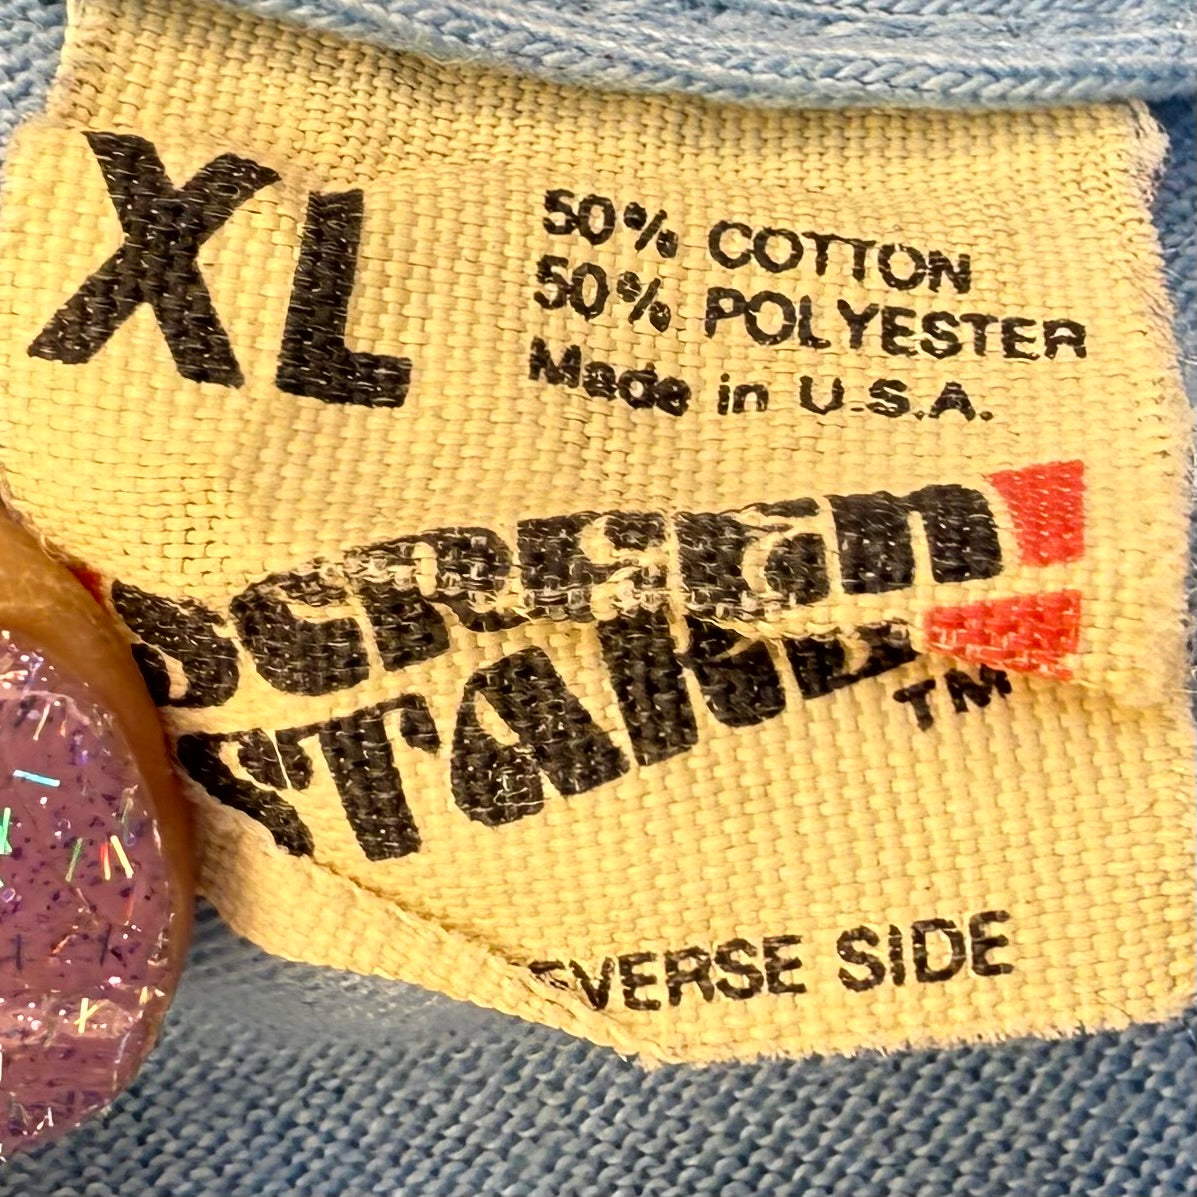 XL
50% COTTON
50% POLYESTER
Made in U.S.A.
SCREEN
STARS
TM
EVERSE SIDE